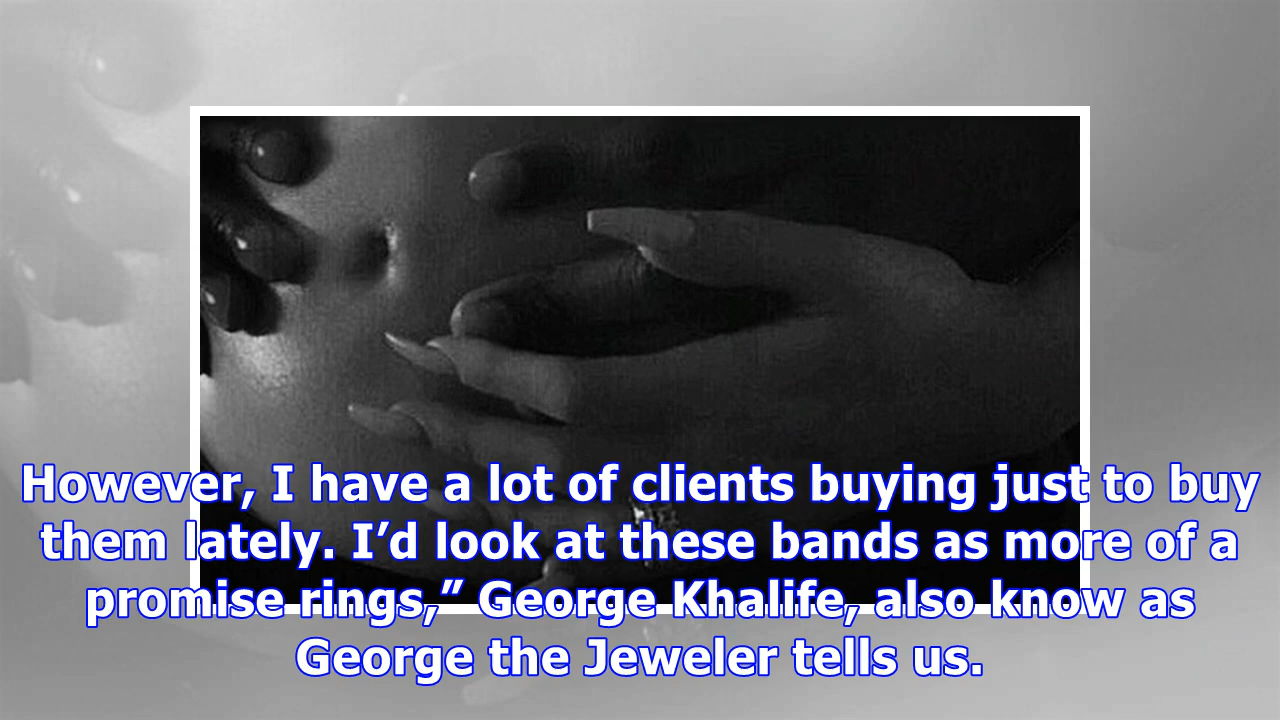 However, I have a lot of clients buying just to buy
them lately. I’d look at these bands as more of a
promise rings,” George Khalife, also know as
George the Jeweler tells us.